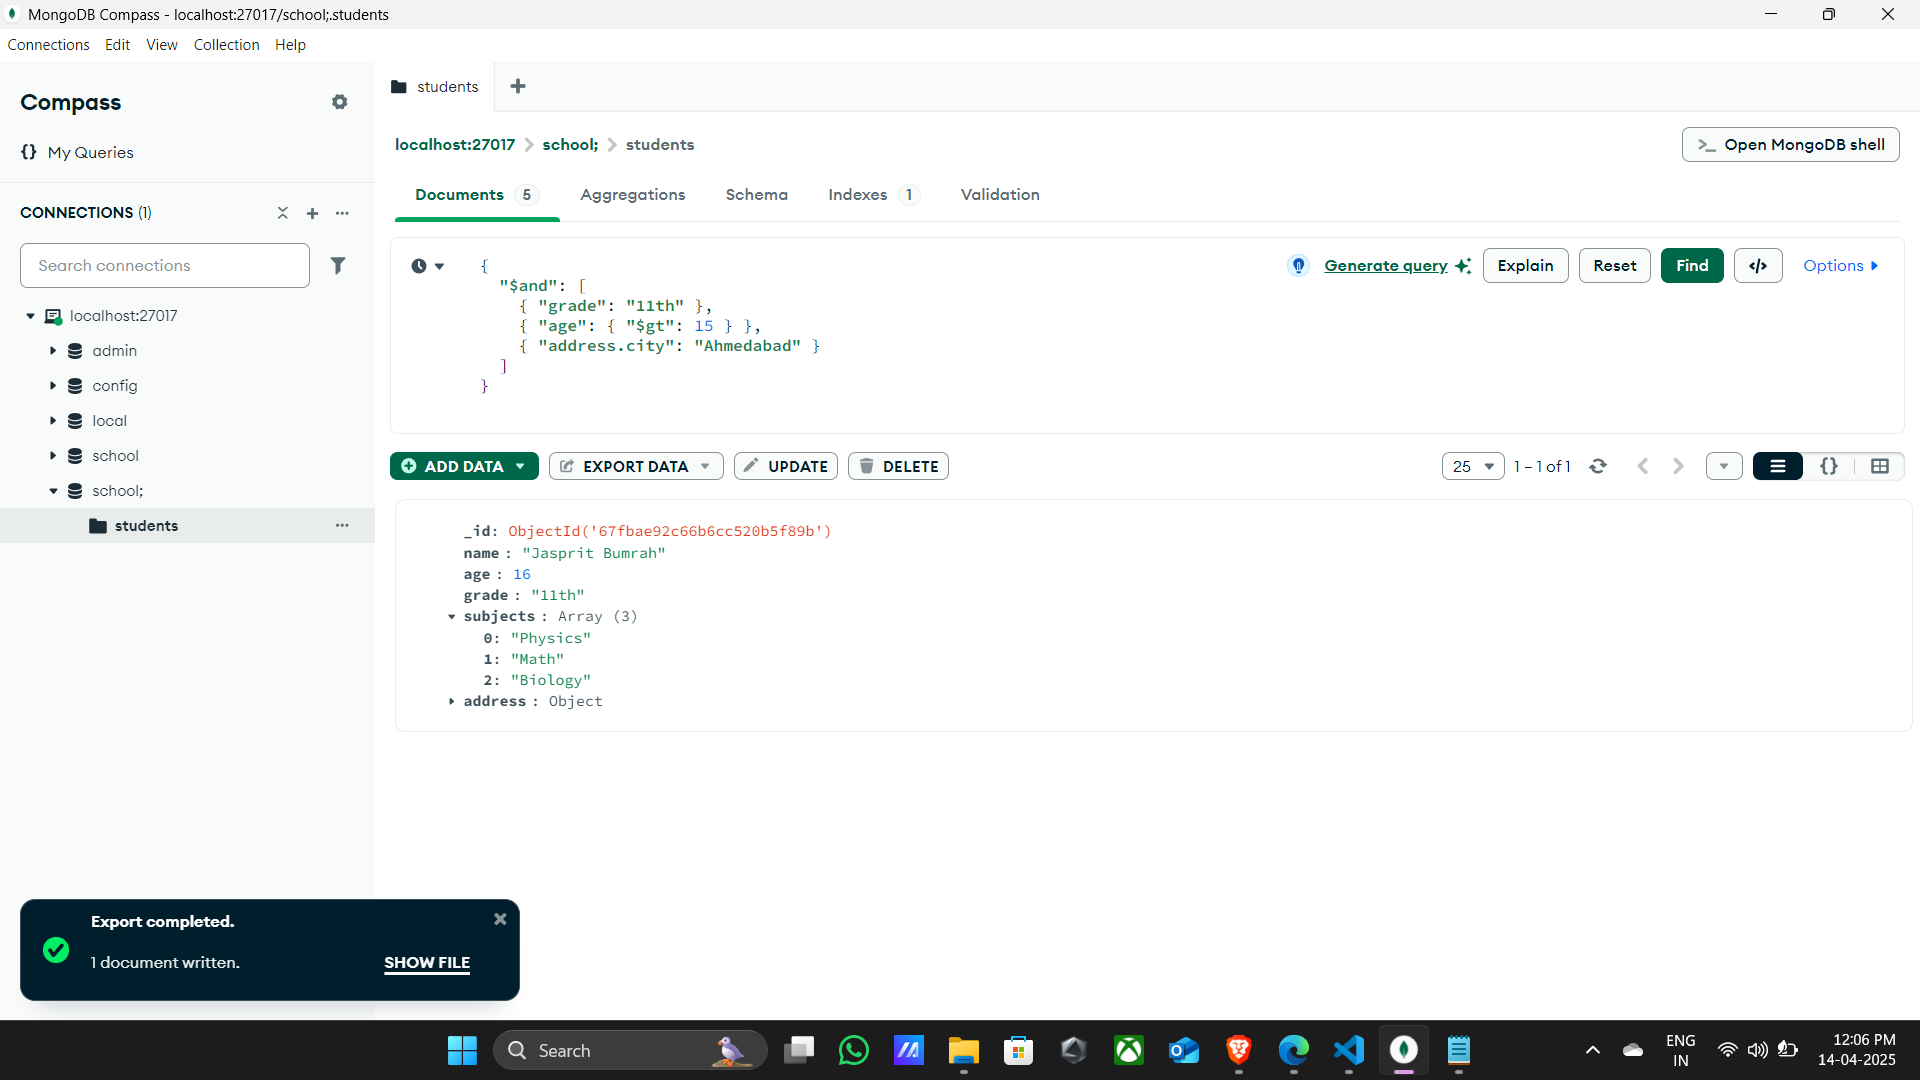 MongoDB Compass - localhost:27017/school;.students
Connections Edit View Collection Help
Compass
{} My Queries
CONNECTIONS (1)
Search connections
localhost:27017
admin
config
local
school
school;
students
students
localhost:27017 > school; > students
>_ Open MongoDB shell
Documents 5 Aggregations Schema Indexes 1 Validation
{
"$and": [
{ "grade": "11th" },
{ "age": { "$gt": 15 } },
{ "address.city": "Ahmedabad" }
]
}
Generate query Explain Reset Find </> Options
ADD DATA EXPORT DATA UPDATE DELETE
25 1 – 1 of 1 {}
_id: ObjectId('67fbae92c66b6cc520b5f89b')
name : "Jasprit Bumrah"
age : 16
grade : "11th"
subjects : Array (3)
0: "Physics"
1: "Math"
2: "Biology"
address : Object
Export completed.
1 document written.
SHOW FILE
Search
ENG
IN
12:06 PM
14-04-2025